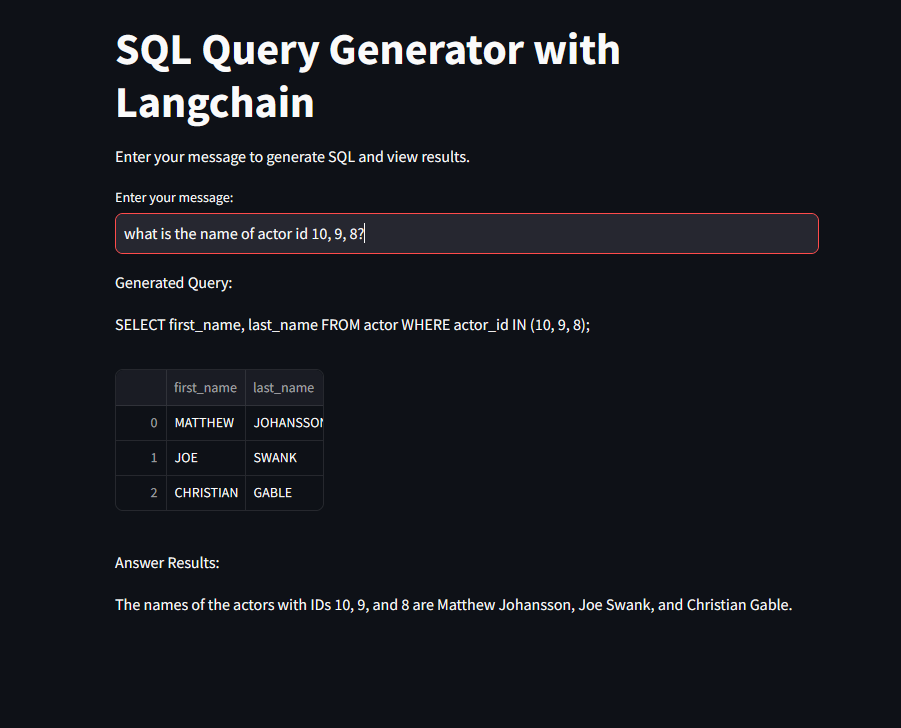 SQL Query Generator with
Langchain
Enter your message to generate SQL and view results.
Enter your message:
what is the name of actor id 10, 9, 8?
Generated Query:
SELECT first_name, last_name FROM actor WHERE actor_id IN (10, 9, 8);
first_name last_name
0 MATTHEW JOHANSSON
1 JOE SWANK
2 CHRISTIAN GABLE
Answer Results:
The names of the actors with IDs 10, 9, and 8 are Matthew Johansson, Joe Swank, and Christian Gable.